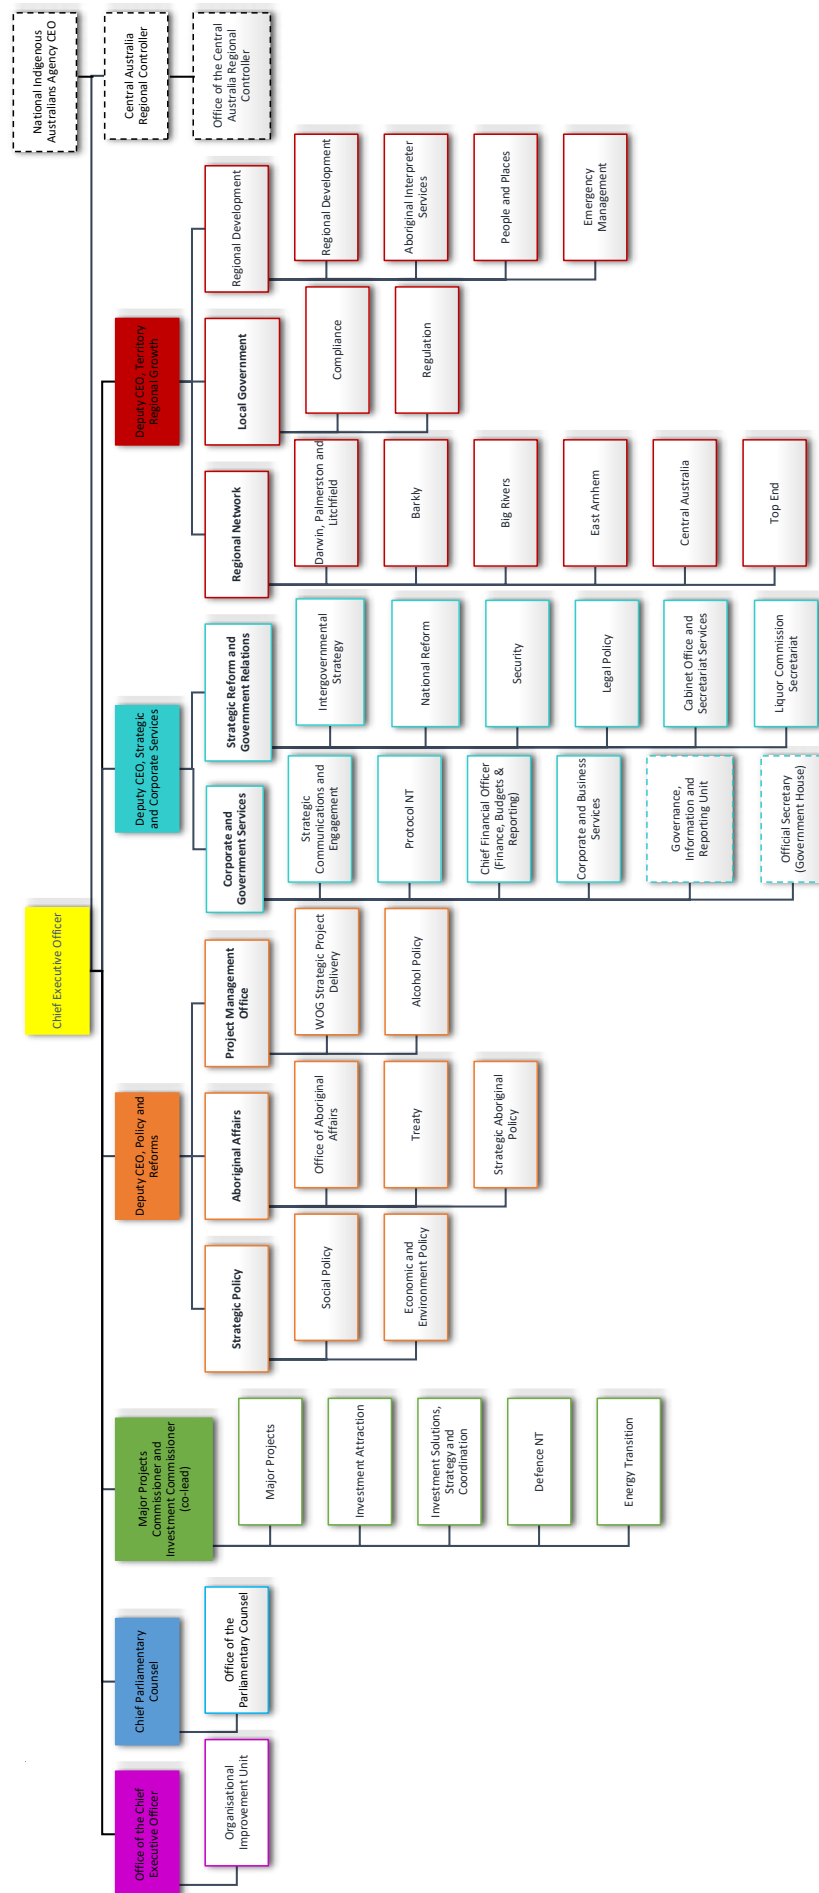 Chief Executive Officer
National Indigenous
Australians Agency CEO
Central Australia
Regional Controller
Office of the Central
Australia Regional
Controller
Office of the Chief
Executive Officer
Organisational
Improvement Unit
Chief Parliamentary
Counsel
Office of the
Parliamentary Counsel
Major Projects
Commissioner and
Investment Commissioner
(co-lead)
Major Projects
Investment Attraction
Investment Solutions,
Strategy and
Coordination
Defence NT
Energy Transition
Deputy CEO, Policy and
Reforms
Strategic Policy
Social Policy
Economic and
Environment Policy
Aboriginal Affairs
Office of Aboriginal
Affairs
Treaty
Strategic Aboriginal
Policy
Project Management
Office
WOG Strategic Project
Delivery
Alcohol Policy
Deputy CEO, Strategic
and Corporate Services
Corporate and
Government Services
Strategic
Communications and
Engagement
Protocol NT
Chief Financial Officer
(Finance, Budgets &
Reporting)
Corporate and Business
Services
Governance,
Information and
Reporting Unit
Official Secretary
(Government House)
Strategic Reform and
Government Relations
Intergovernmental
Strategy
National Reform
Security
Legal Policy
Cabinet Office and
Secretariat Services
Liquor Commission
Secretariat
Deputy CEO, Territory
Regional Growth
Regional Network
Darwin, Palmerston and
Litchfield
Barkly
Big Rivers
East Arnhem
Central Australia
Top End
Local Government
Compliance
Regulation
Regional Development
Regional Development
Aboriginal Interpreter
Services
People and Places
Emergency
Management